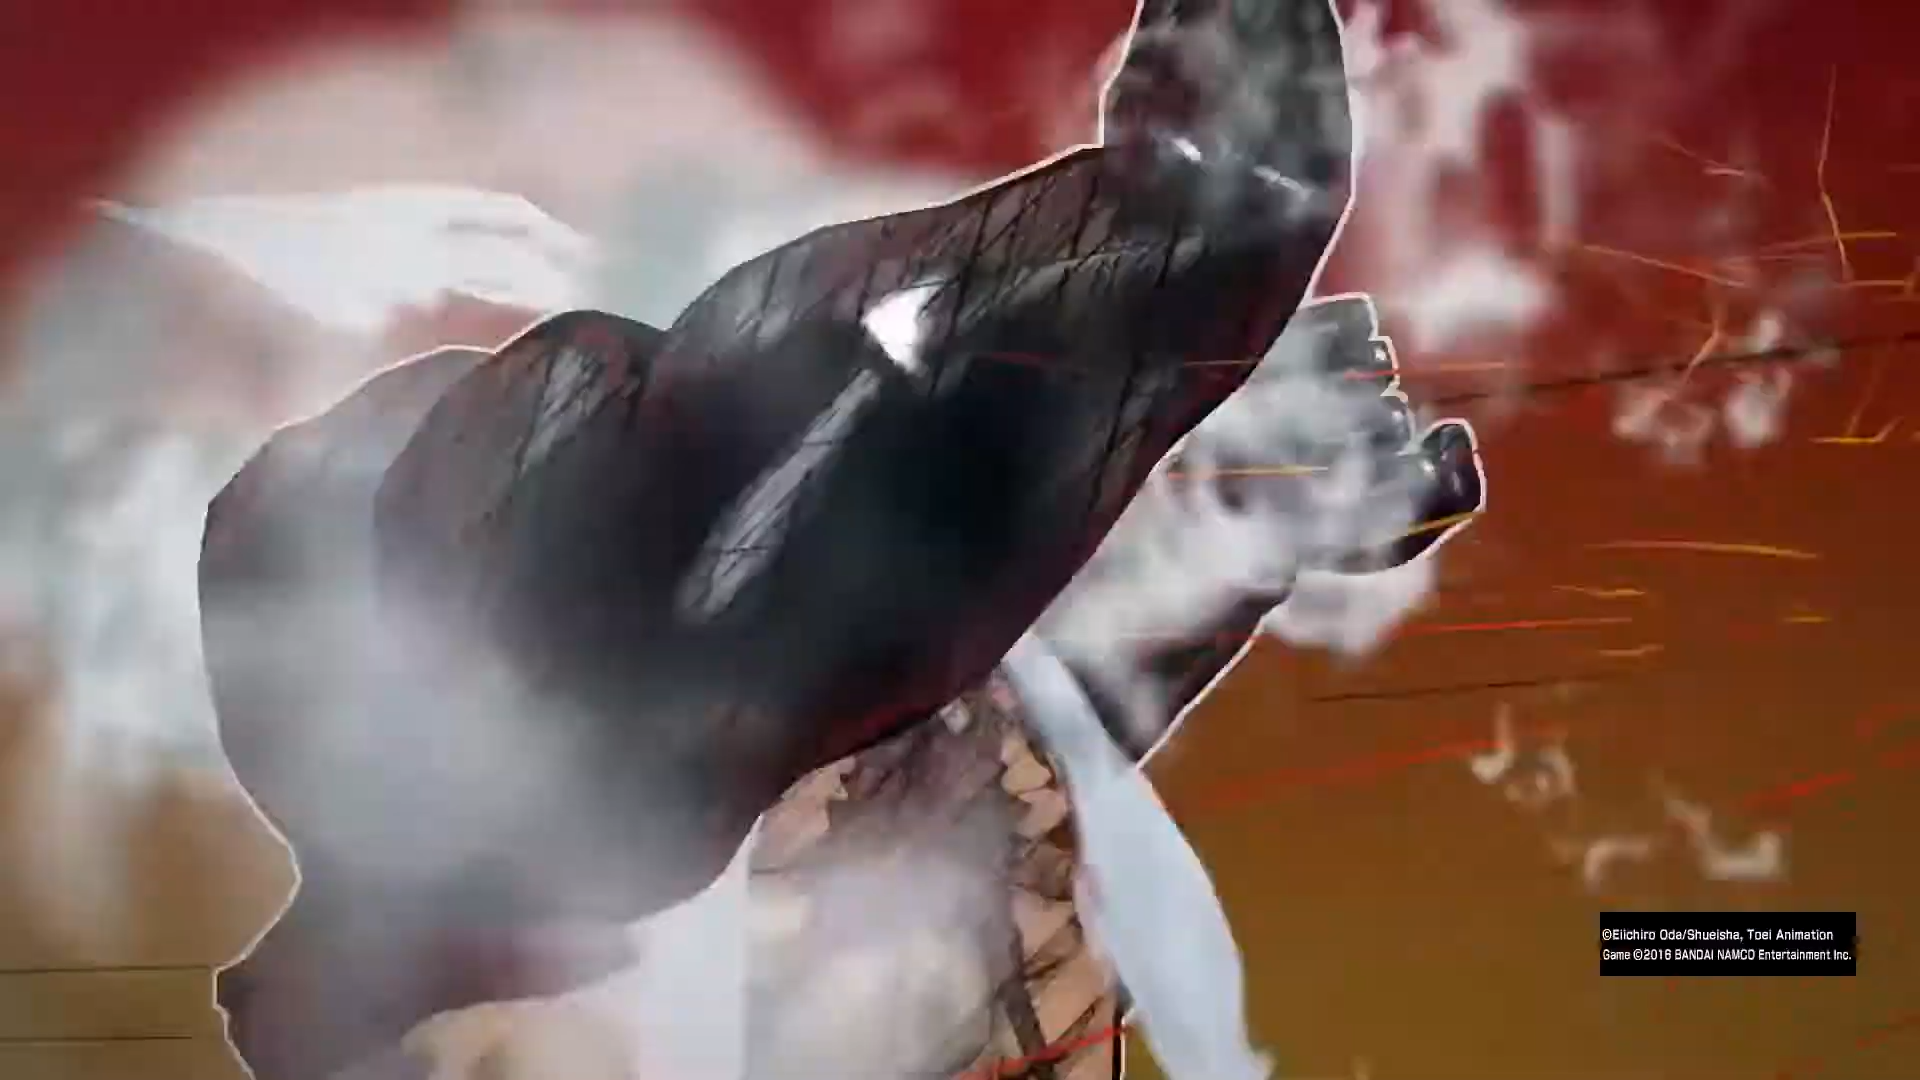 ©Eiichiro Oda/Shueisha, Toei Animation
Game ©2016 BANDAI NAMCO Entertainment Inc.